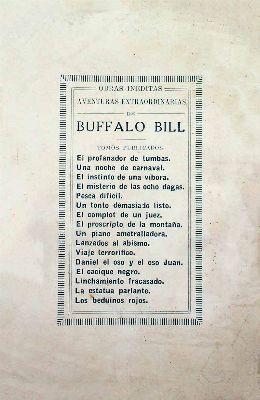 OBRAS INEDITAS
AVENTURAS EXTRAORDINARIAS
DE
BUFFALO BILL
TOMOS PUBLICADOS
El profanador de tumbas.
Una noche de carnaval.
El instinto de una víbora.
El misterio de las ocho dagas.
Pesca difícil.
Un tonto demasiado listo.
El complot de un juez.
El proscripto de la montaña.
Un piano ametrallador.
Lanzados al abismo.
Viaje terrorífico.
Daniel el oso y el oso Juan.
El cacique negro.
Linchamiento fracasado.
La estatua parlante.
Los beduinos rojos.